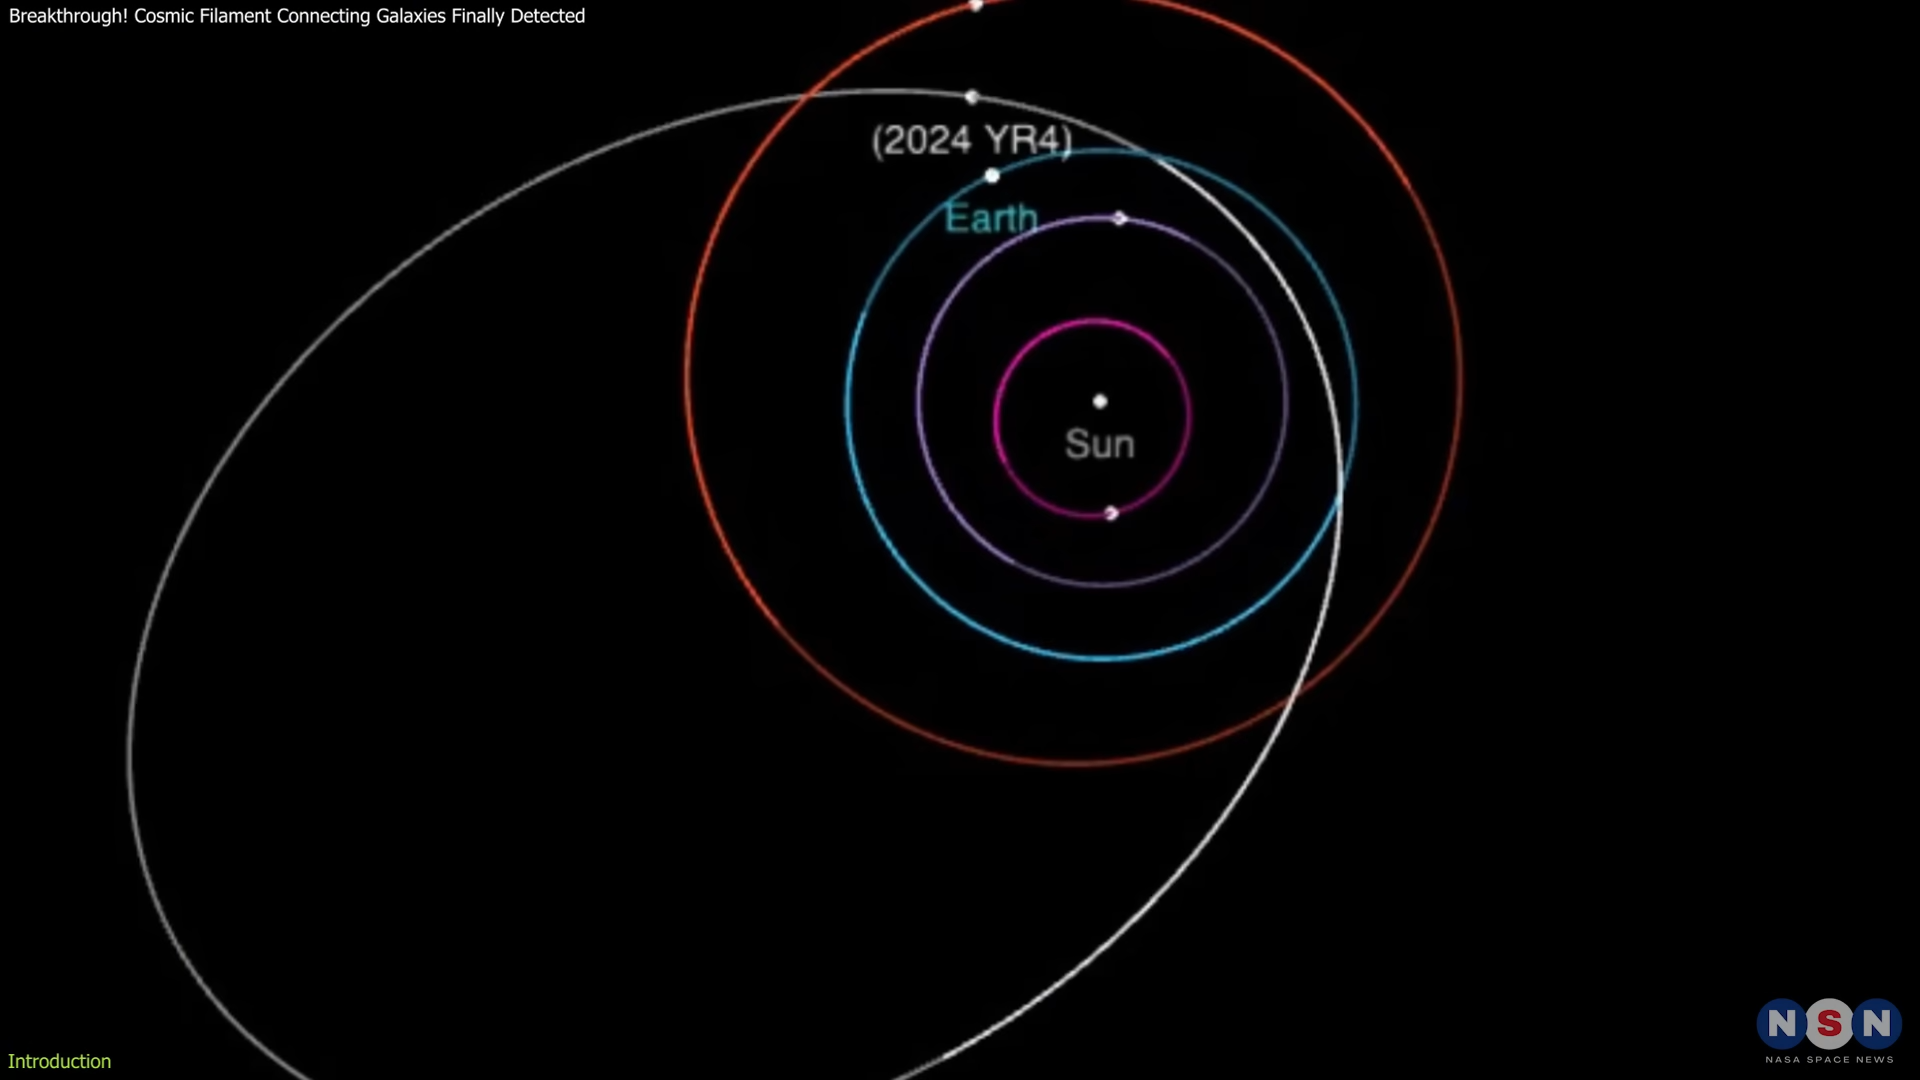 Breakthrough! Cosmic Filament Connecting Galaxies Finally Detected
(2024 YR4)
Earth
Sun
Introduction
NSN
NASA SPACE NEWS